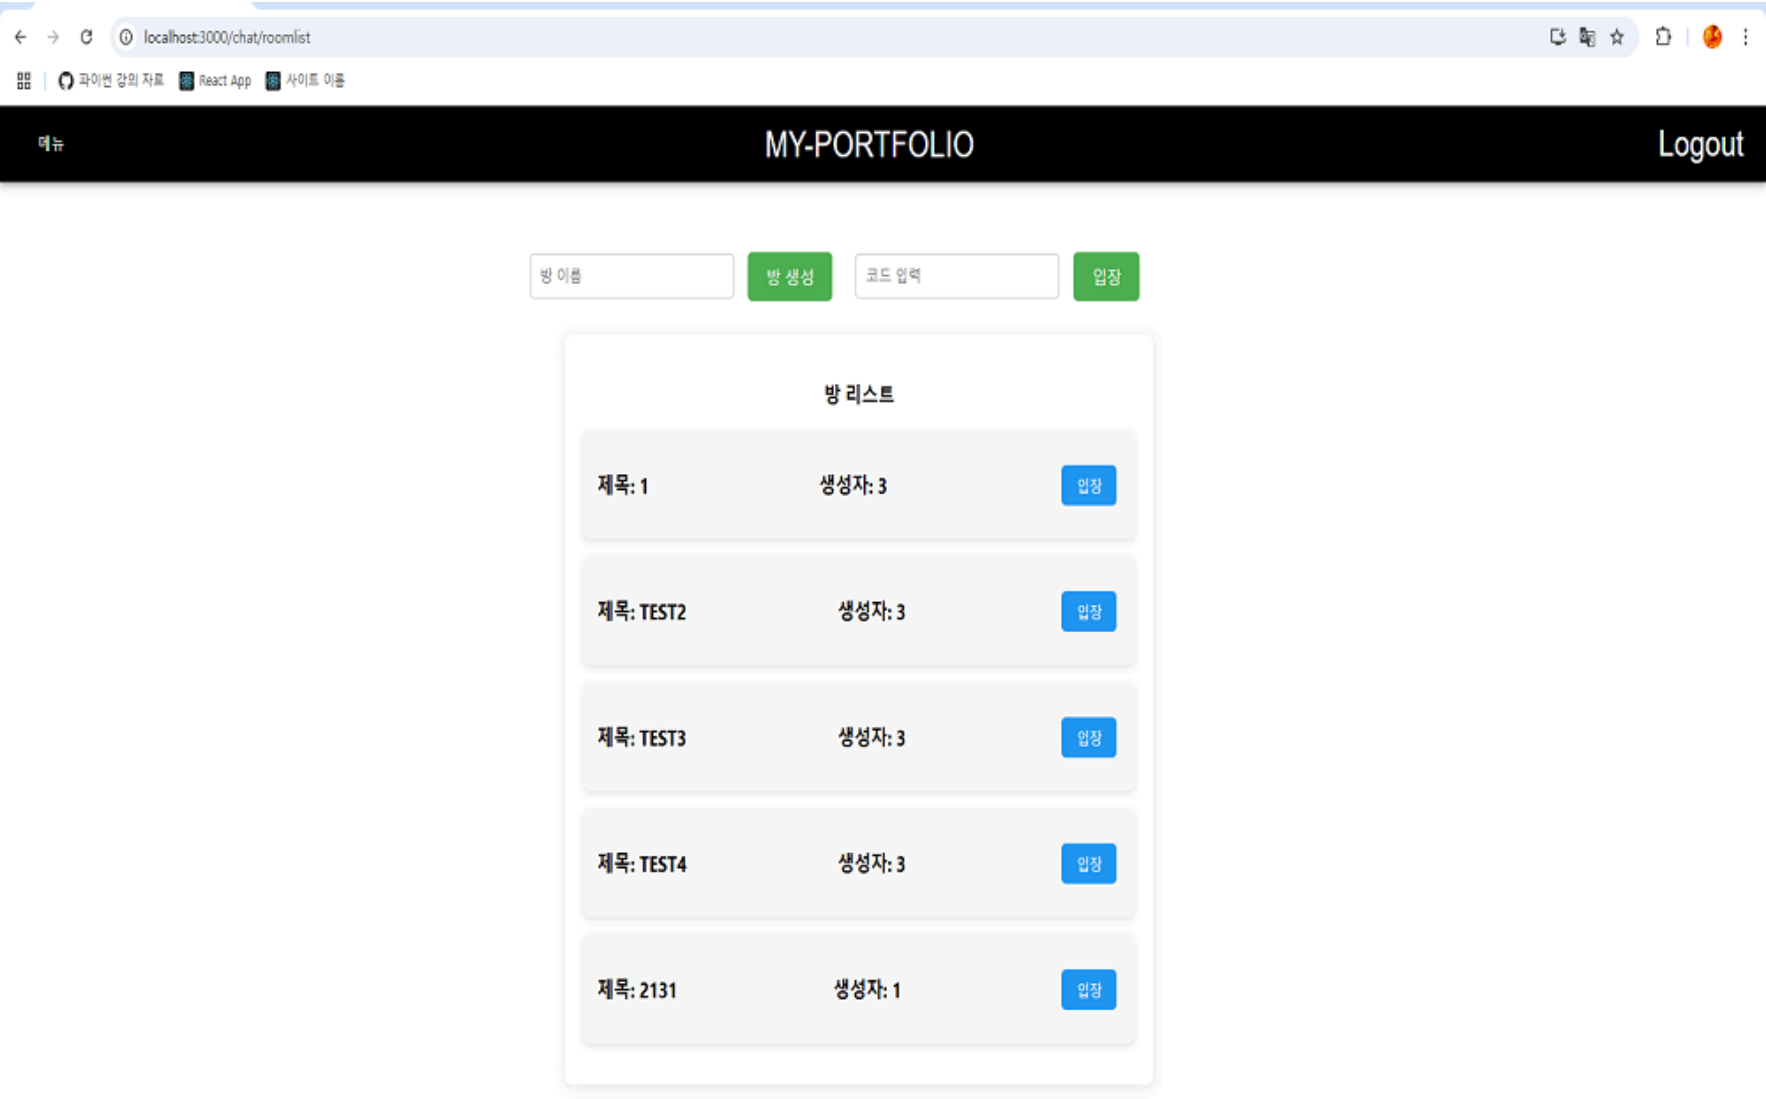 localhost:3000/chat/roomlist
파이썬 강의 자료 React App 사이트 이름
메뉴 MY-PORTFOLIO Logout
방 이름 방 생성 코드 입력 입장
방 리스트
제목: 1 생성자: 3 입장
제목: TEST2 생성자: 3 입장
제목: TEST3 생성자: 3 입장
제목: TEST4 생성자: 3 입장
제목: 2131 생성자: 1 입장